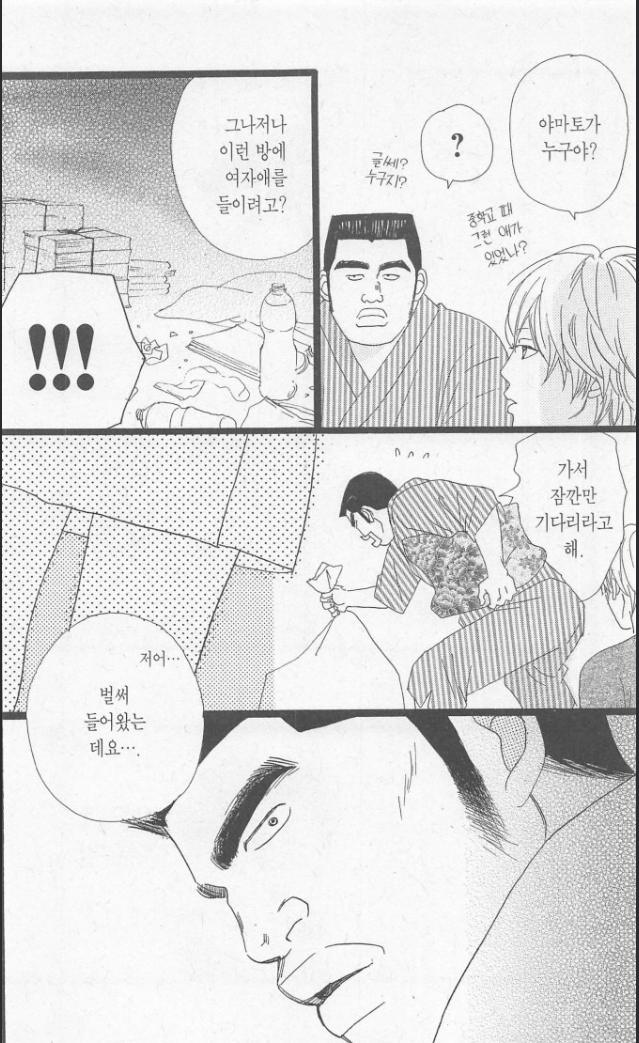 야마토가
누구야?
?
글쎄?
누구지?
중학교 때
그런 애가
있었나?
그나저나
이런 방에
여자애를
들이려고?
!!!
가서
잠깐만
기다리라고
해.
저어…
벌써
들어왔는
데요….